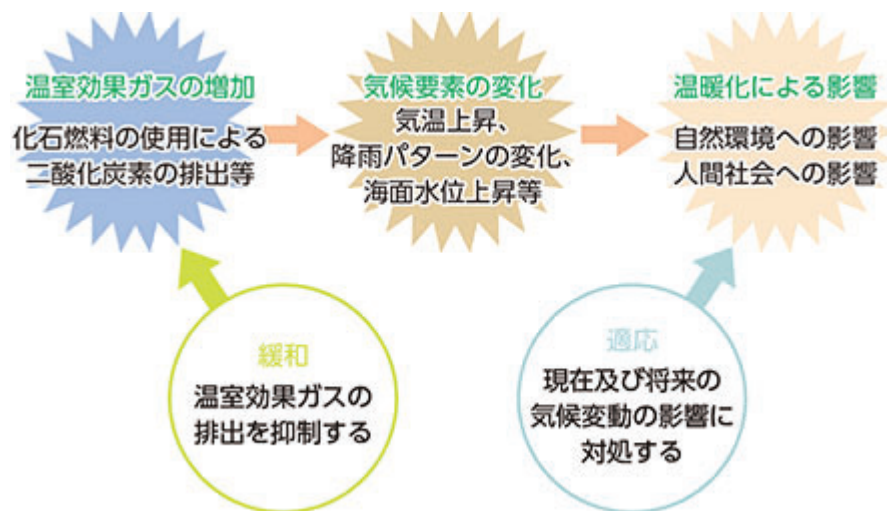 温室効果ガスの増加
化石燃料の使用による
二酸化炭素の排出等
気候要素の変化
気温上昇、
降雨パターンの変化、
海面水位上昇等
温暖化による影響
自然環境への影響
人間社会への影響
緩和
温室効果ガスの
排出を抑制する
適応
現在及び将来の
気候変動の影響に
対処する